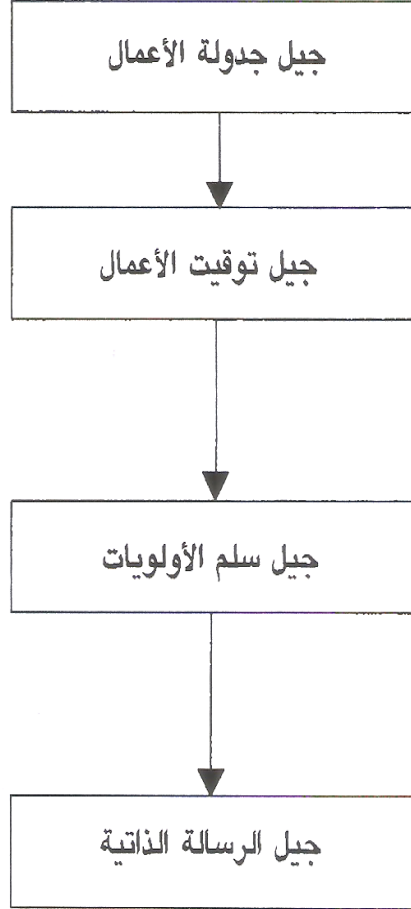 جيل جدولة الأعمال
جيل توقيت الأعمال
جيل سلم الأولويات
جيل الرسالة الذاتية